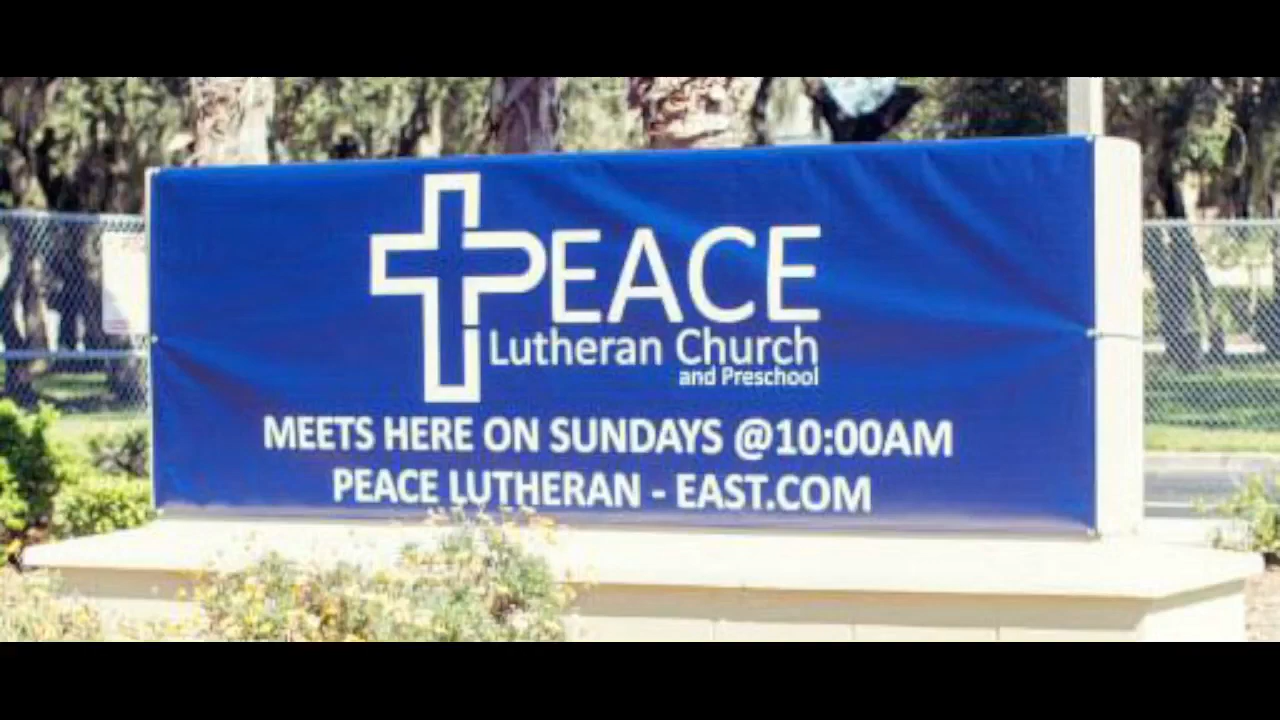 PEACE
Lutheran Church
and Preschool
MEETS HERE ON SUNDAYS @10:00AM
PEACE LUTHERAN - EAST.COM